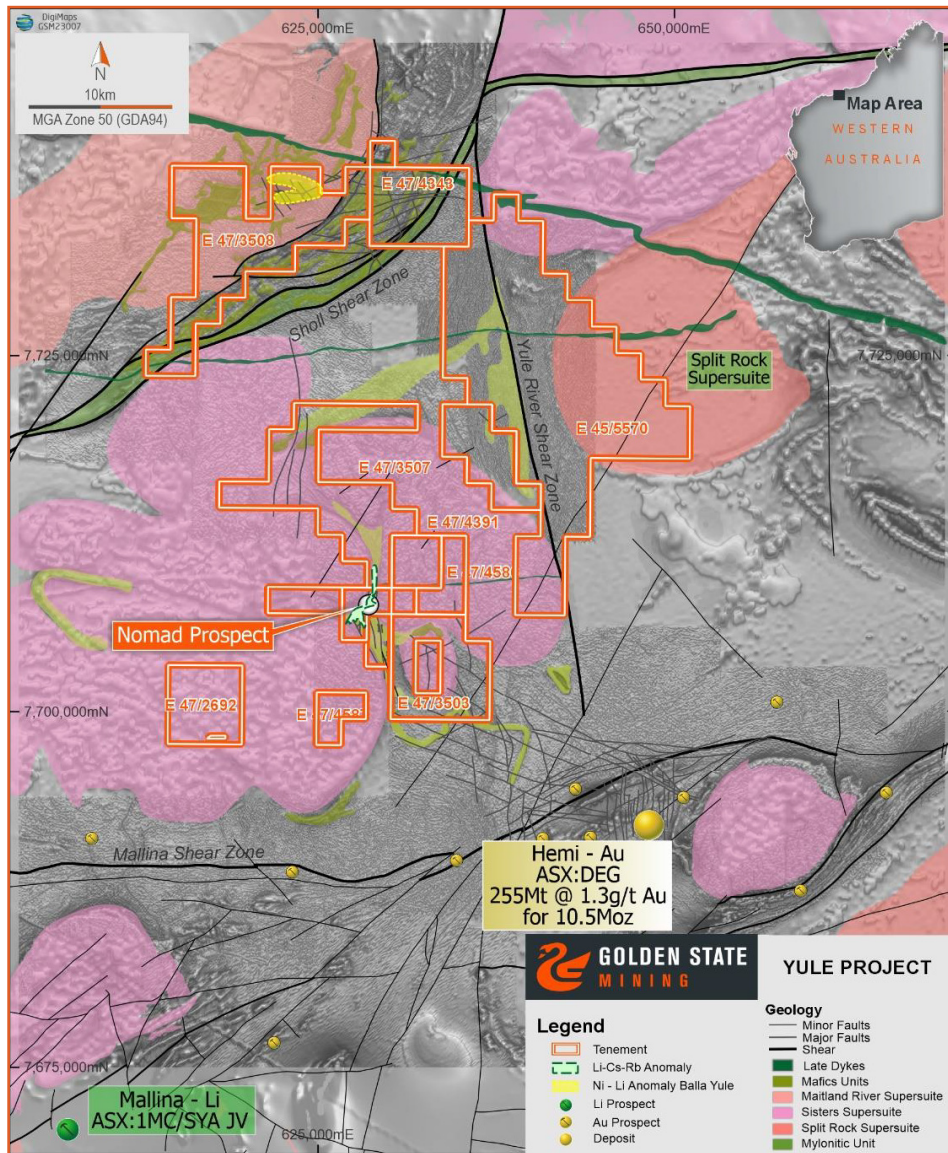 DigiMaps
GSM23007
625,000mE
650,000mE
N
10km
MGA Zone 50 (GDA94)
Map Area
WESTERN
AUSTRALIA
E 47/4343
E 47/3508
Sholl Shear Zone
7,725,000mN
7,725,000mN
Yule River Shear Zone
Split Rock
Supersuite
E 45/5570
E 47/3507
E 47/4391
E 47/458
Nomad Prospect
E 47/2692
E 47/458
E 47/3503
7,700,000mN
Mallina Shear Zone
Hemi - Au
ASX:DEG
255Mt @ 1.3g/t Au
for 10.5Moz
GOLDEN STATE
MINING
YULE PROJECT
Legend
Tenement
Li-Cs-Rb Anomaly
Ni - Li Anomaly Balla Yule
Li Prospect
Au Prospect
Deposit
Geology
Minor Faults
Major Faults
Shear
Late Dykes
Mafics Units
Maitland River Supersuite
Sisters Supersuite
Split Rock Supersuite
Mylonitic Unit
7,675,000mN
Mallina - Li
ASX:1MC/SYA JV
625,000mE